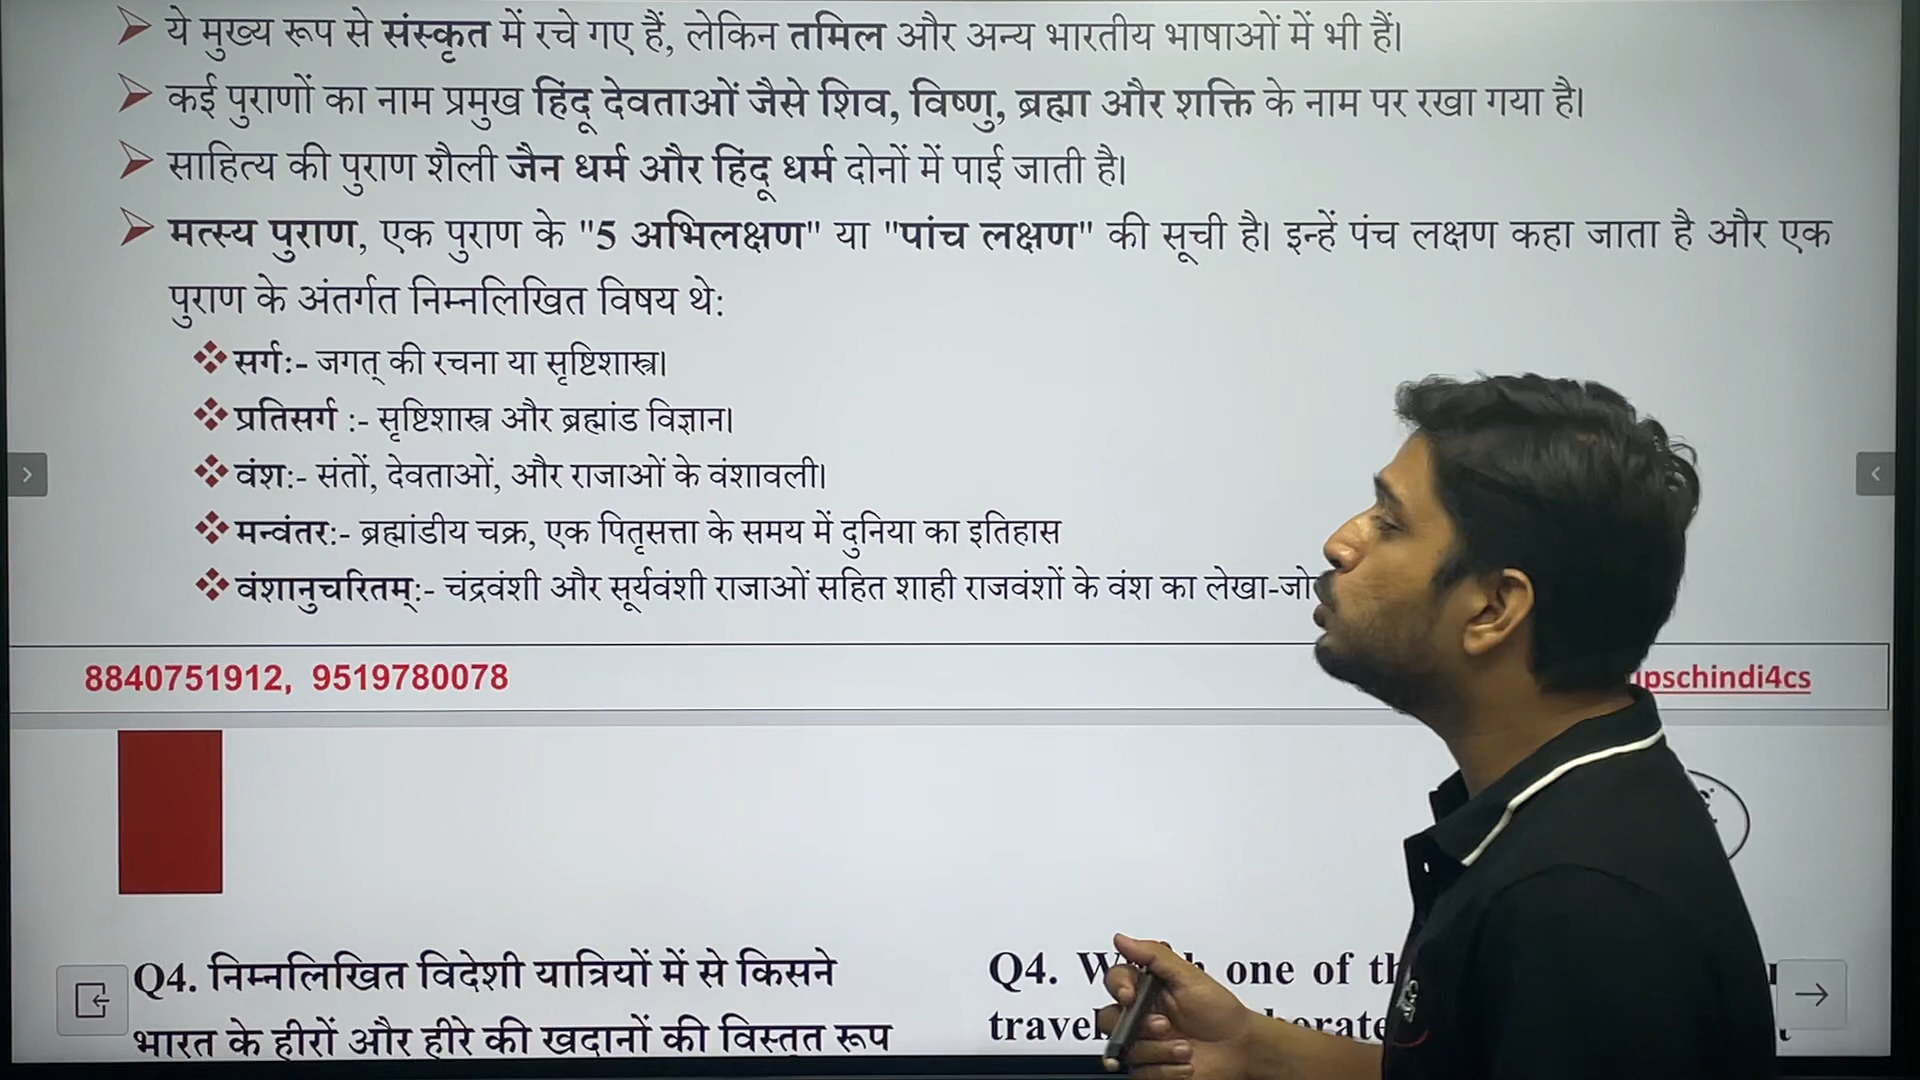 ये मुख्य रूप से संस्कृत में रचे गए हैं, लेकिन तमिल और अन्य भारतीय भाषाओं में भी हैं।
कई पुराणों का नाम प्रमुख हिंदू देवताओं जैसे शिव, विष्णु, ब्रह्मा और शक्ति के नाम पर रखा गया है।
साहित्य की पुराण शैली जैन धर्म और हिंदू धर्म दोनों में पाई जाती है।
मत्स्य पुराण, एक पुराण के "5 अभिलक्षण" या "पांच लक्षण" की सूची है। इन्हें पंच लक्षण कहा जाता है और एक
पुराण के अंतर्गत निम्नलिखित विषय थे:
सर्ग:- जगत् की रचना या सृष्टिशास्त्र।
प्रतिसर्ग :- सृष्टिशास्त्र और ब्रह्मांड विज्ञान।
वंश:- संतों, देवताओं, और राजाओं के वंशावली।
मन्वंतर:- ब्रह्मांडीय चक्र, एक पितृसत्ता के समय में दुनिया का इतिहास
वंशानुचरितम्:- चंद्रवंशी और सूर्यवंशी राजाओं सहित शाही राजवंशों के वंश का
8840751912, 9519780078
pschindi4cs
Q4. निम्नलिखित विदेशी यात्रियों में से किसने
भारत के हीरों और हीरे की खदानों की विस्तृत रूप
Q4. one of